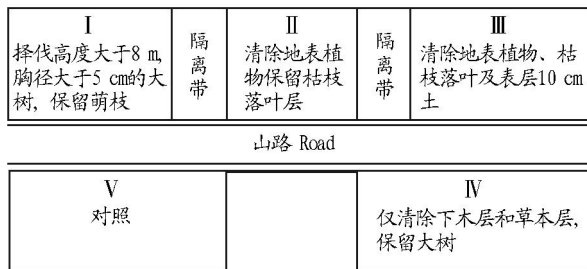 I
择伐高度大于8 m,
胸径大于5 cm的大
树,保留萌枝
隔
离
带
II
清除地表植
物保留枯枝
落叶层
隔
离
带
III
清除地表植物、枯
枝落叶及表层10 cm
土
山路 Road
V
对照
IV
仅清除下木层和草本层,
保留大树